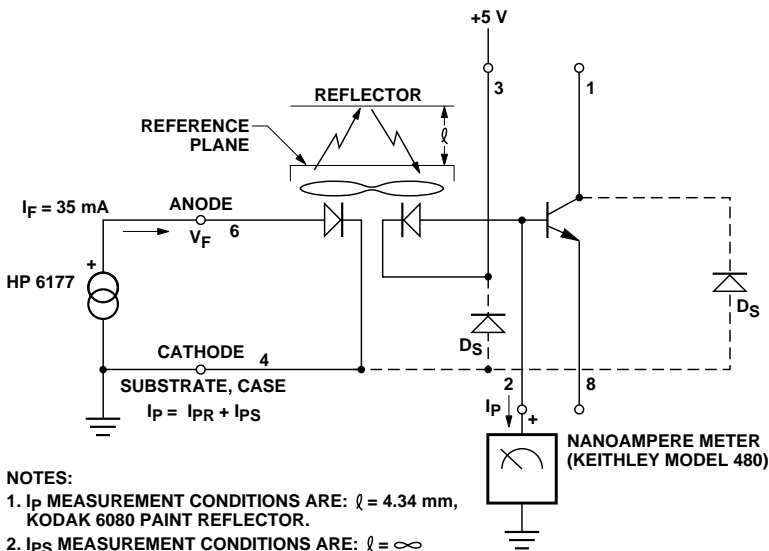 +5 V
3
1
REFLECTOR
ℓ
REFERENCE
PLANE
I_F = 35 mA
ANODE
V_F
6
HP 6177
+
D_S
D_S
CATHODE
4
SUBSTRATE, CASE
I_P = I_PR + I_PS
2
8
I_P
+
NANOAMPERE METER
(KEITHLEY MODEL 480)
NOTES:
1. I_P MEASUREMENT CONDITIONS ARE: ℓ = 4.34 mm,
KODAK 6080 PAINT REFLECTOR.
2. I_PS MEASUREMENT CONDITIONS ARE: ℓ = ∞